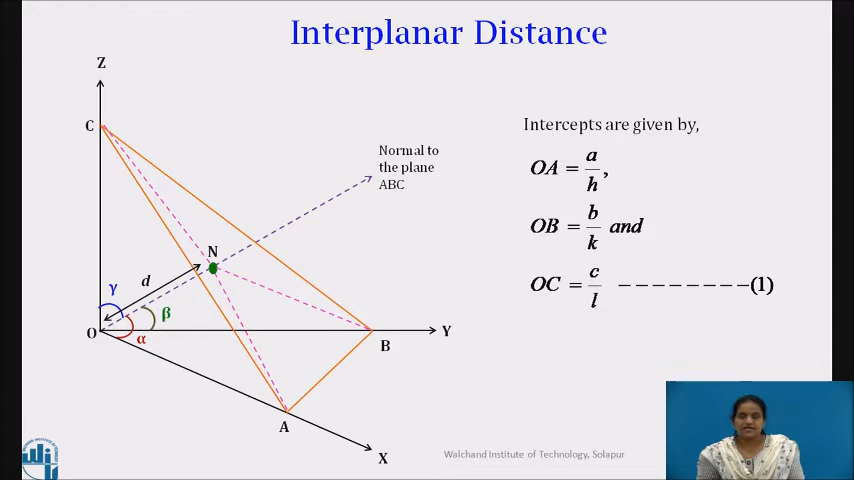 Interplanar Distance
Z
C
Normal to
the plane
ABC
N
d
γ
β
O
α
Y
B
A
X
Intercepts are given by,
OA = a/h,
OB = b/k and
OC = c/l --------(1)
Walchand Institute of Technology, Solapur